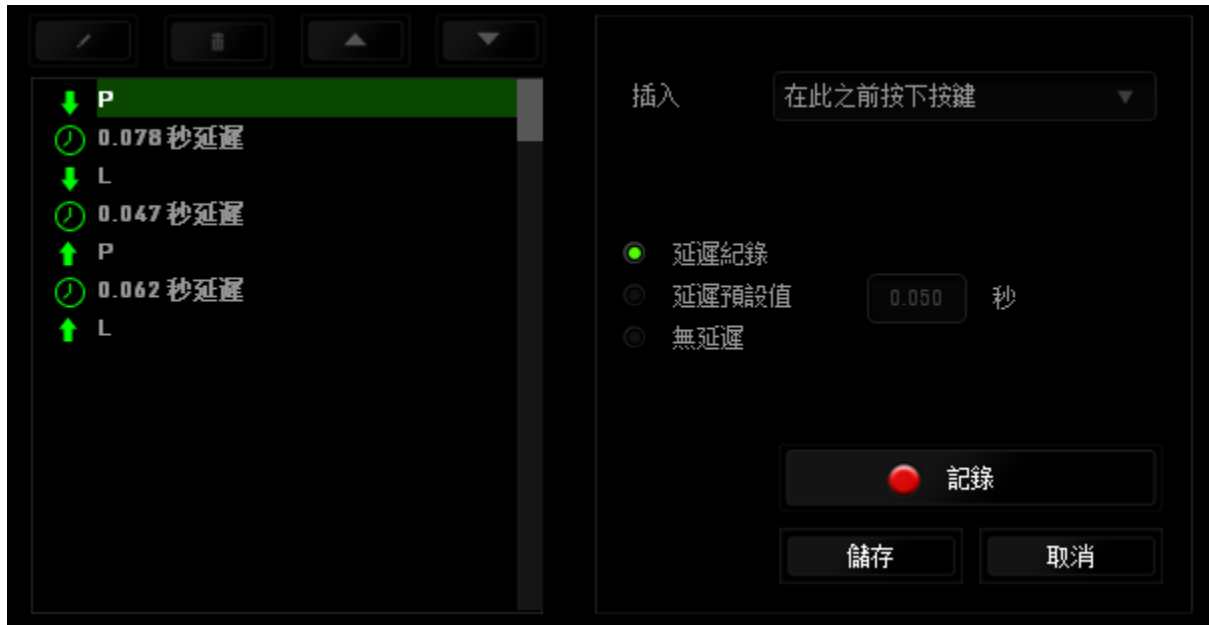 P
0.078 秒延遲
L
0.047 秒延遲
P
0.062 秒延遲
L
插入 在此之前按下按鍵
延遲紀錄
延遲預設值 0.050 秒
無延遲
記錄
儲存 取消